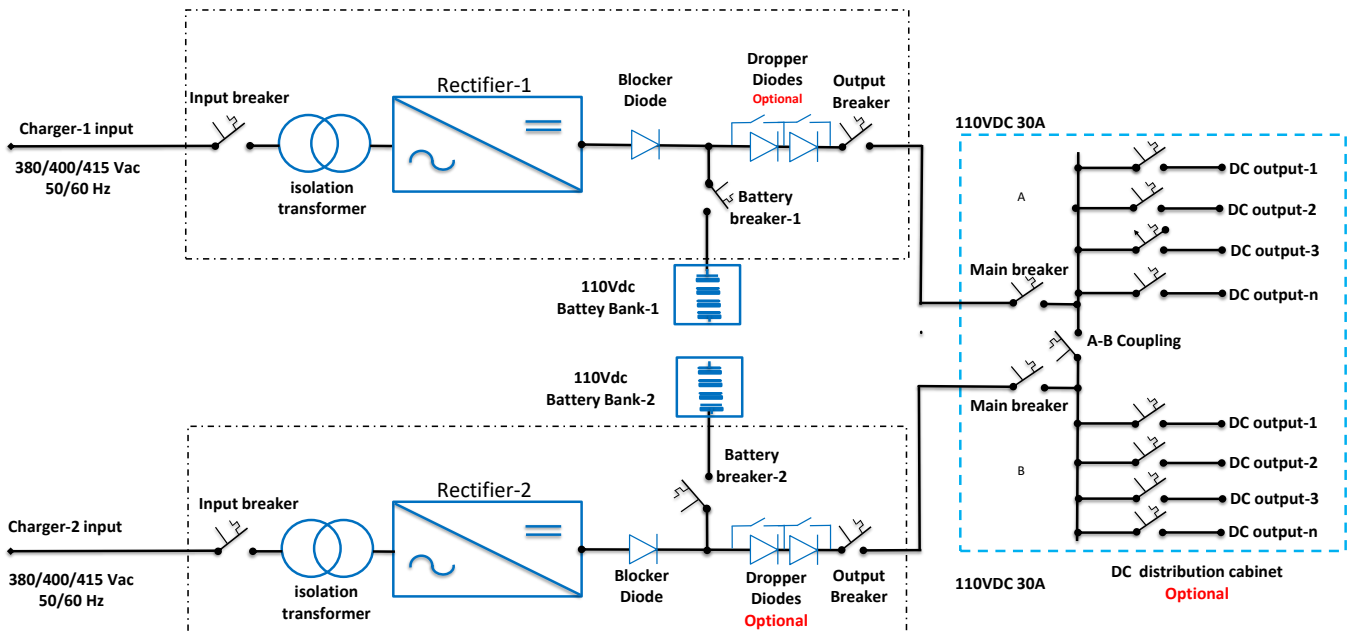 Rectifier-1
Input breaker
Charger-1 input
380/400/415 Vac
50/60 Hz
isolation
transformer
Blocker
Diode
Dropper
Diodes
Optional
Output
Breaker
Battery
breaker-1
110Vdc
Battey Bank-1
110VDC 30A
A
DC output-1
DC output-2
DC output-3
DC output-n
Main breaker
A-B Coupling
110Vdc
Battery Bank-2
Main breaker
B
DC output-1
DC output-2
DC output-3
DC output-n
110VDC 30A
DC distribution cabinet
Optional
Battery
breaker-2
Rectifier-2
Input breaker
Charger-2 input
380/400/415 Vac
50/60 Hz
isolation
transformer
Blocker
Diode
Dropper
Diodes
Optional
Output
Breaker